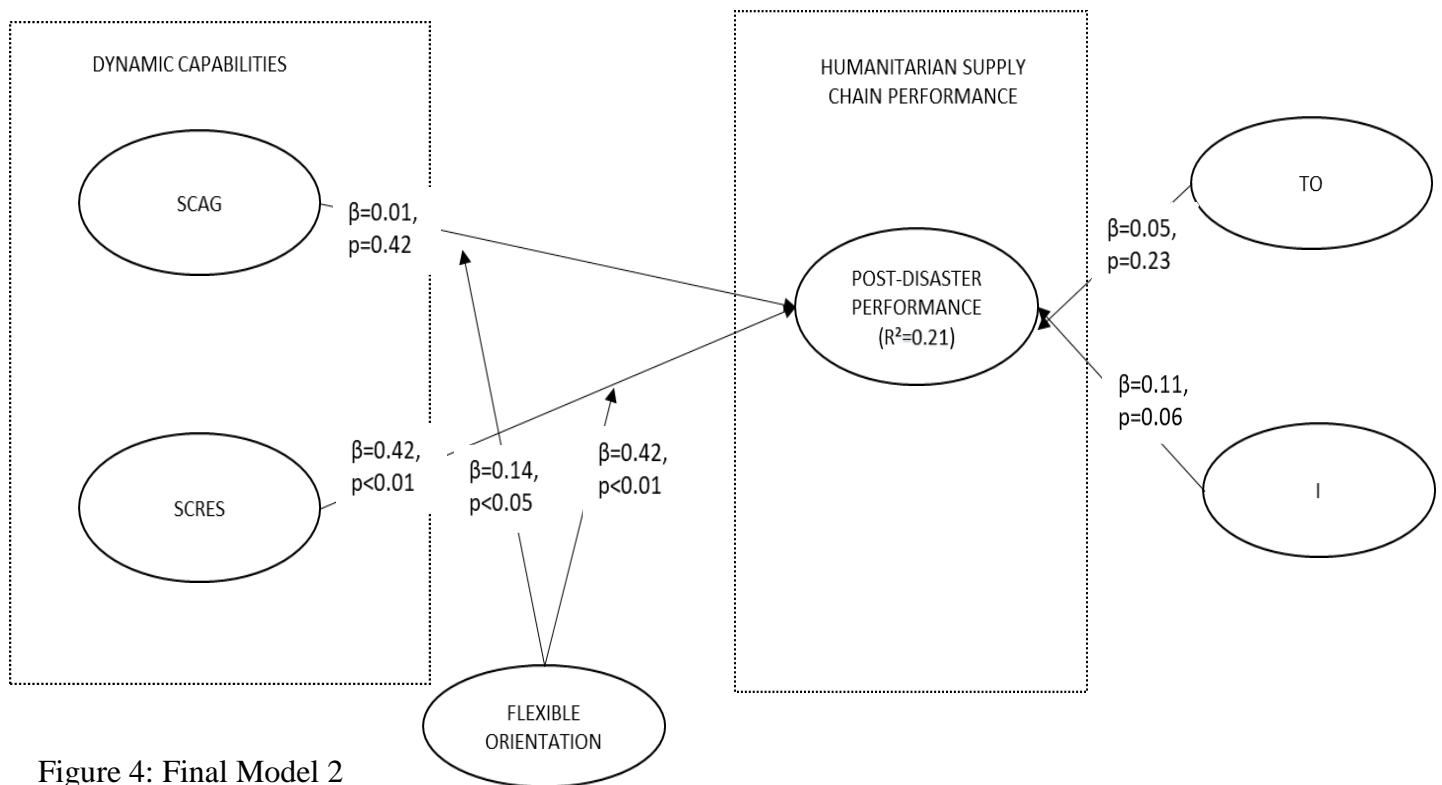 DYNAMIC CAPABILITIES
SCAG
β=0.01,
p=0.42
SCRES
β=0.42,
p<0.01
β=0.14,
p<0.05
β=0.42,
p<0.01
FLEXIBLE
ORIENTATION
HUMANITARIAN SUPPLY
CHAIN PERFORMANCE
POST-DISASTER
PERFORMANCE
(R²=0.21)
TO
β=0.05,
p=0.23
β=0.11,
p=0.06
I
Figure 4: Final Model 2